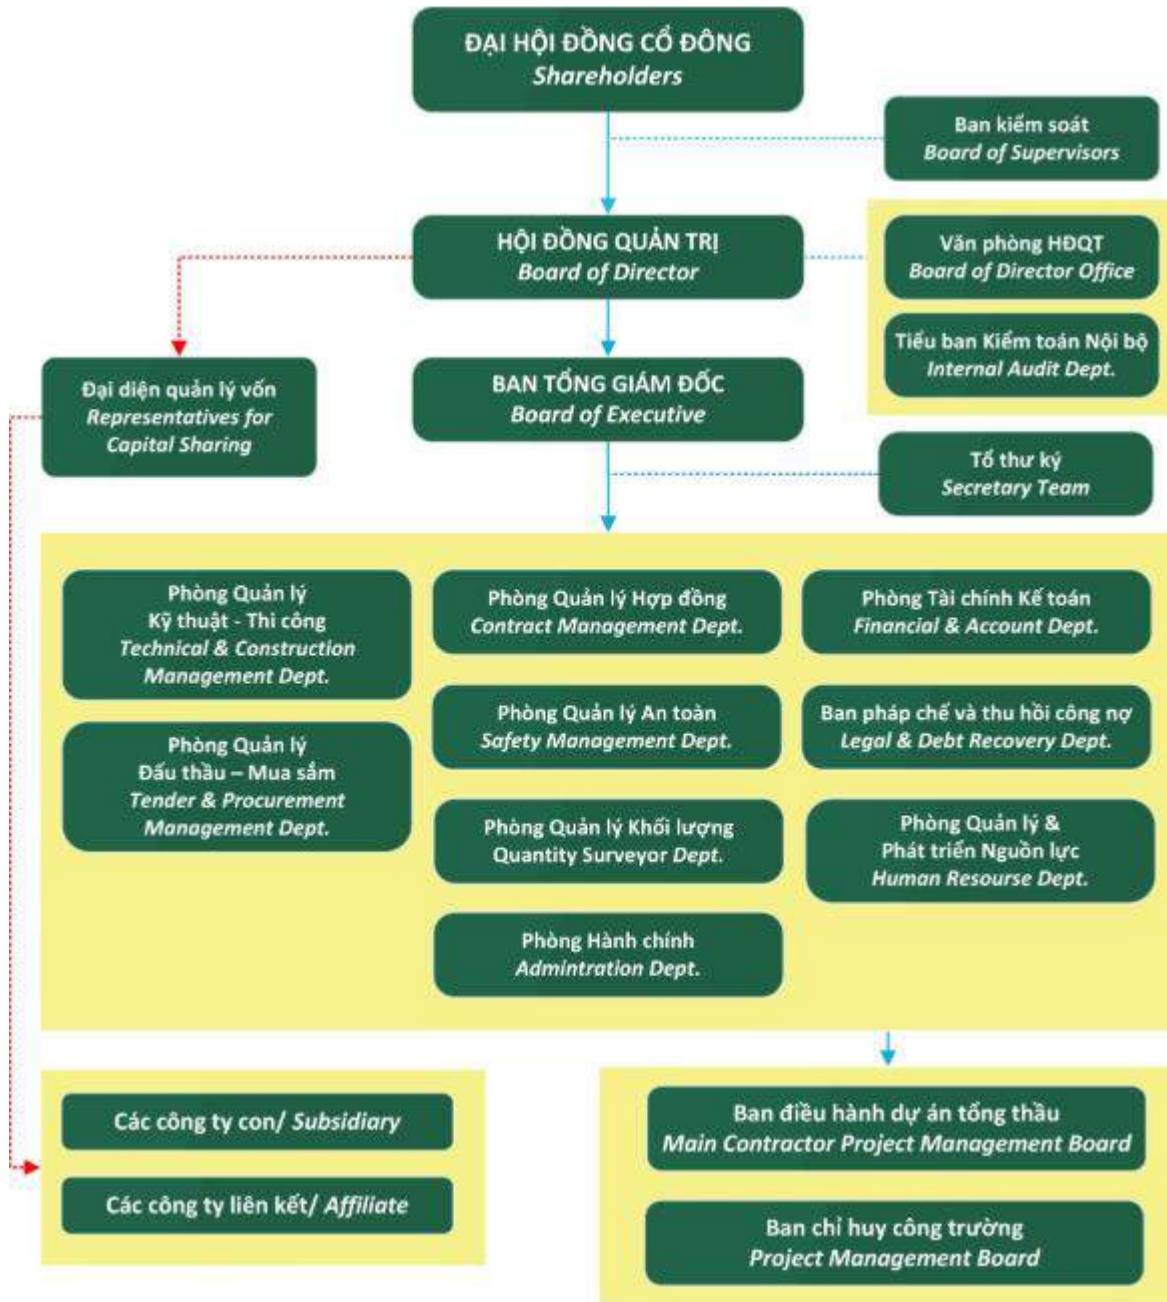 ĐẠI HỘI ĐỒNG CỔ ĐÔNG
Shareholders
Ban kiểm soát
Board of Supervisors
HỘI ĐỒNG QUẢN TRỊ
Board of Director
Văn phòng HĐQT
Board of Director Office
Tiểu ban Kiểm toán Nội bộ
Internal Audit Dept.
Đại diện quản lý vốn
Representatives for
Capital Sharing
BAN TỔNG GIÁM ĐỐC
Board of Executive
Tổ thư ký
Secretary Team
Phòng Quản lý
Kỹ thuật - Thi công
Technical & Construction
Management Dept.
Phòng Quản lý
Đấu thầu – Mua sắm
Tender & Procurement
Management Dept.
Phòng Quản lý Hợp đồng
Contract Management Dept.
Phòng Quản lý An toàn
Safety Management Dept.
Phòng Quản lý Khối lượng
Quantity Surveyor Dept.
Phòng Hành chính
Admintration Dept.
Phòng Tài chính Kế toán
Financial & Account Dept.
Ban pháp chế và thu hồi công nợ
Legal & Debt Recovery Dept.
Phòng Quản lý &
Phát triển Nguồn lực
Human Resourse Dept.
Các công ty con/ Subsidiary
Các công ty liên kết/ Affiliate
Ban điều hành dự án tổng thầu
Main Contractor Project Management Board
Ban chỉ huy công trường
Project Management Board